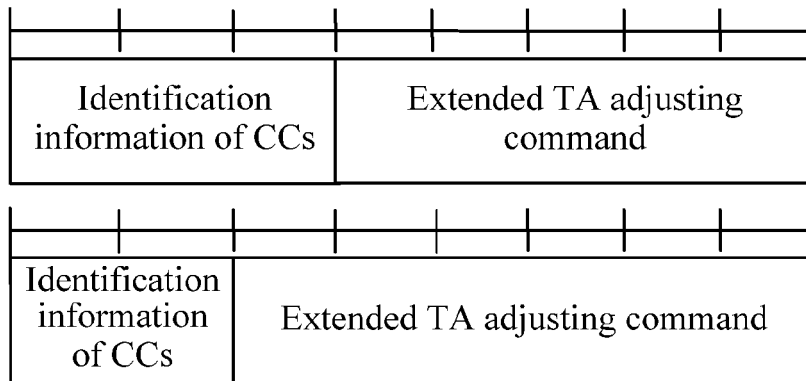 Identification
information of CCs
Extended TA adjusting
command
Identification
information
of CCs
Extended TA adjusting command